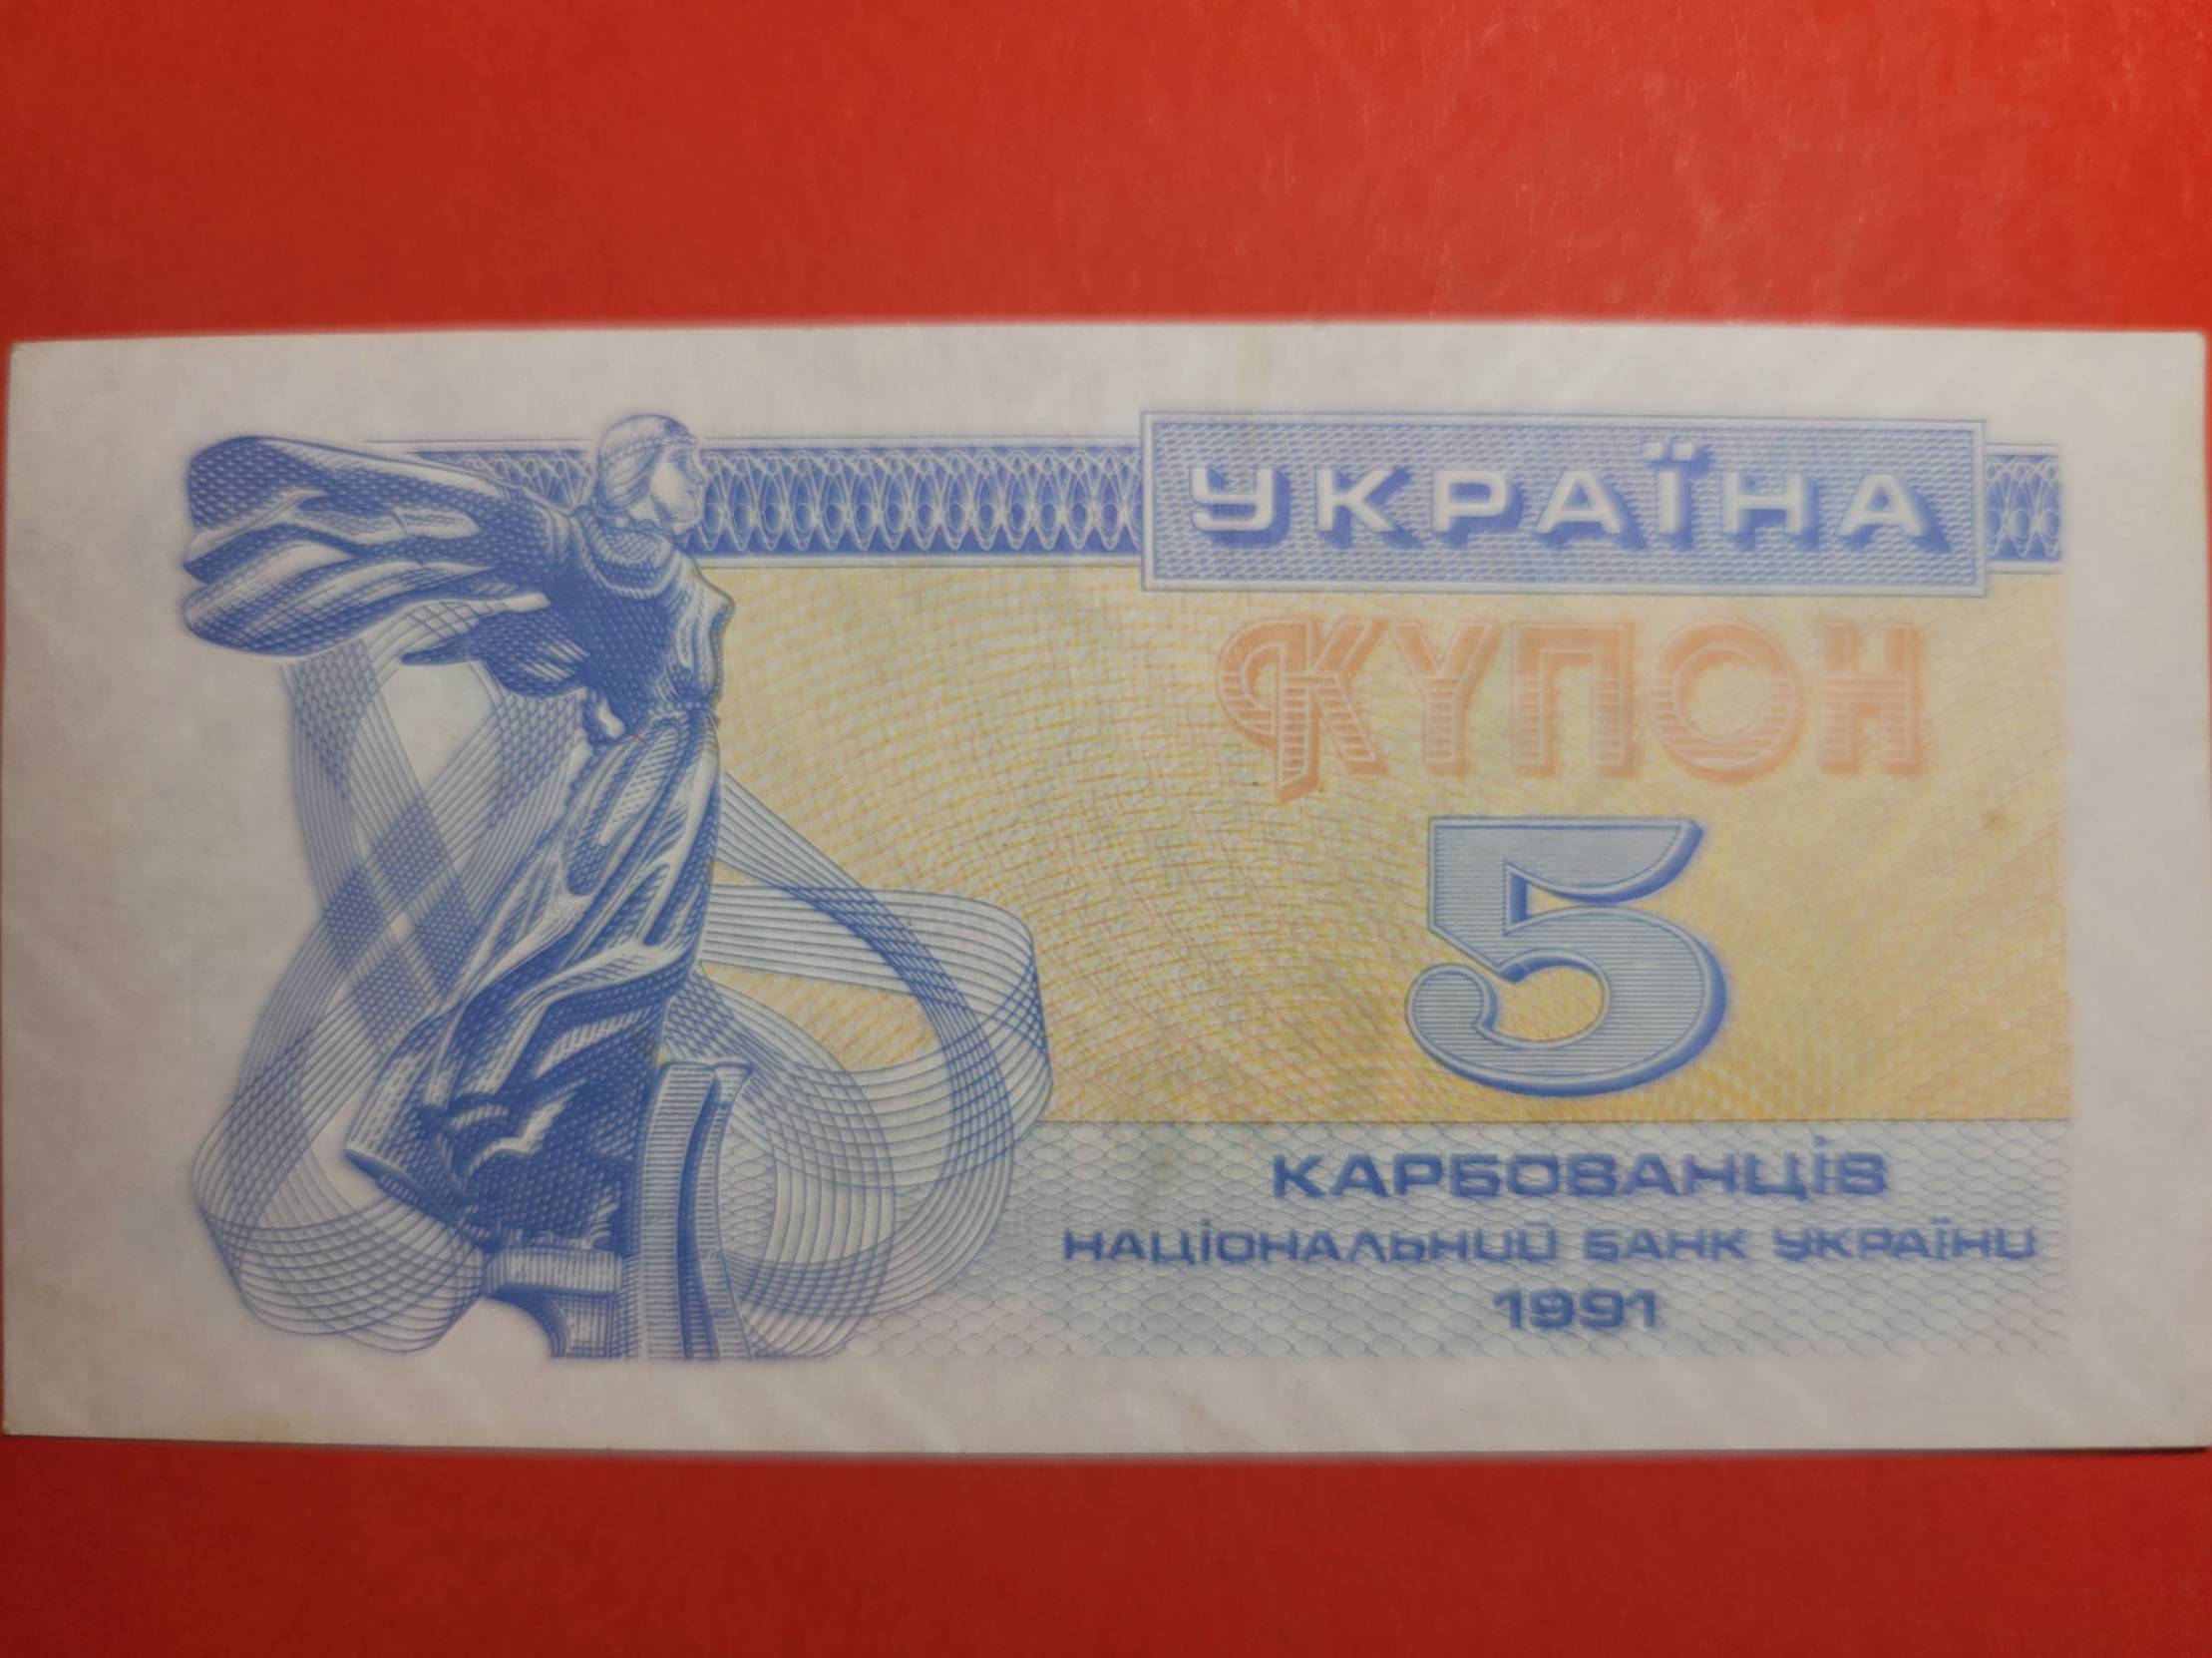 УКРАЇНА
КУПОН
5
КАРБОВАНЦІВ
НАЦІОНАЛЬНИЙ БАНК УКРАЇНИ
1991